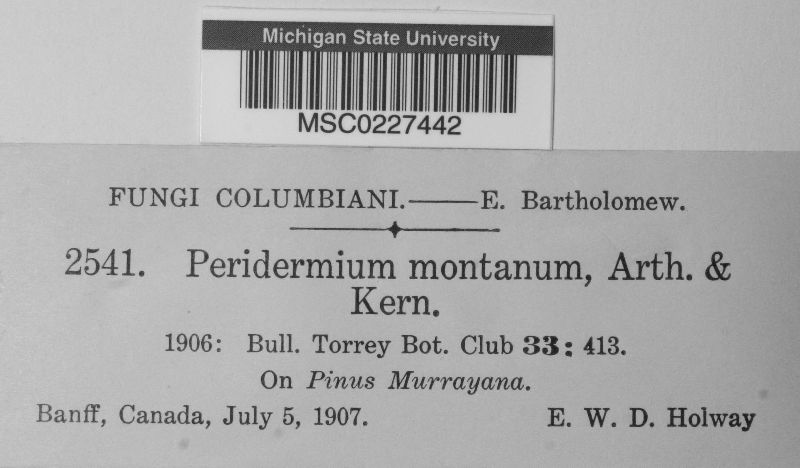 Michigan State University
MSC0227442
FUNGI COLUMBIANI.——E. Bartholomew.
2541. Peridermium montanum, Arth. &
Kern.
1906: Bull. Torrey Bot. Club 33: 413.
On Pinus Murrayana.
Banff, Canada, July 5, 1907. E. W. D. Holway